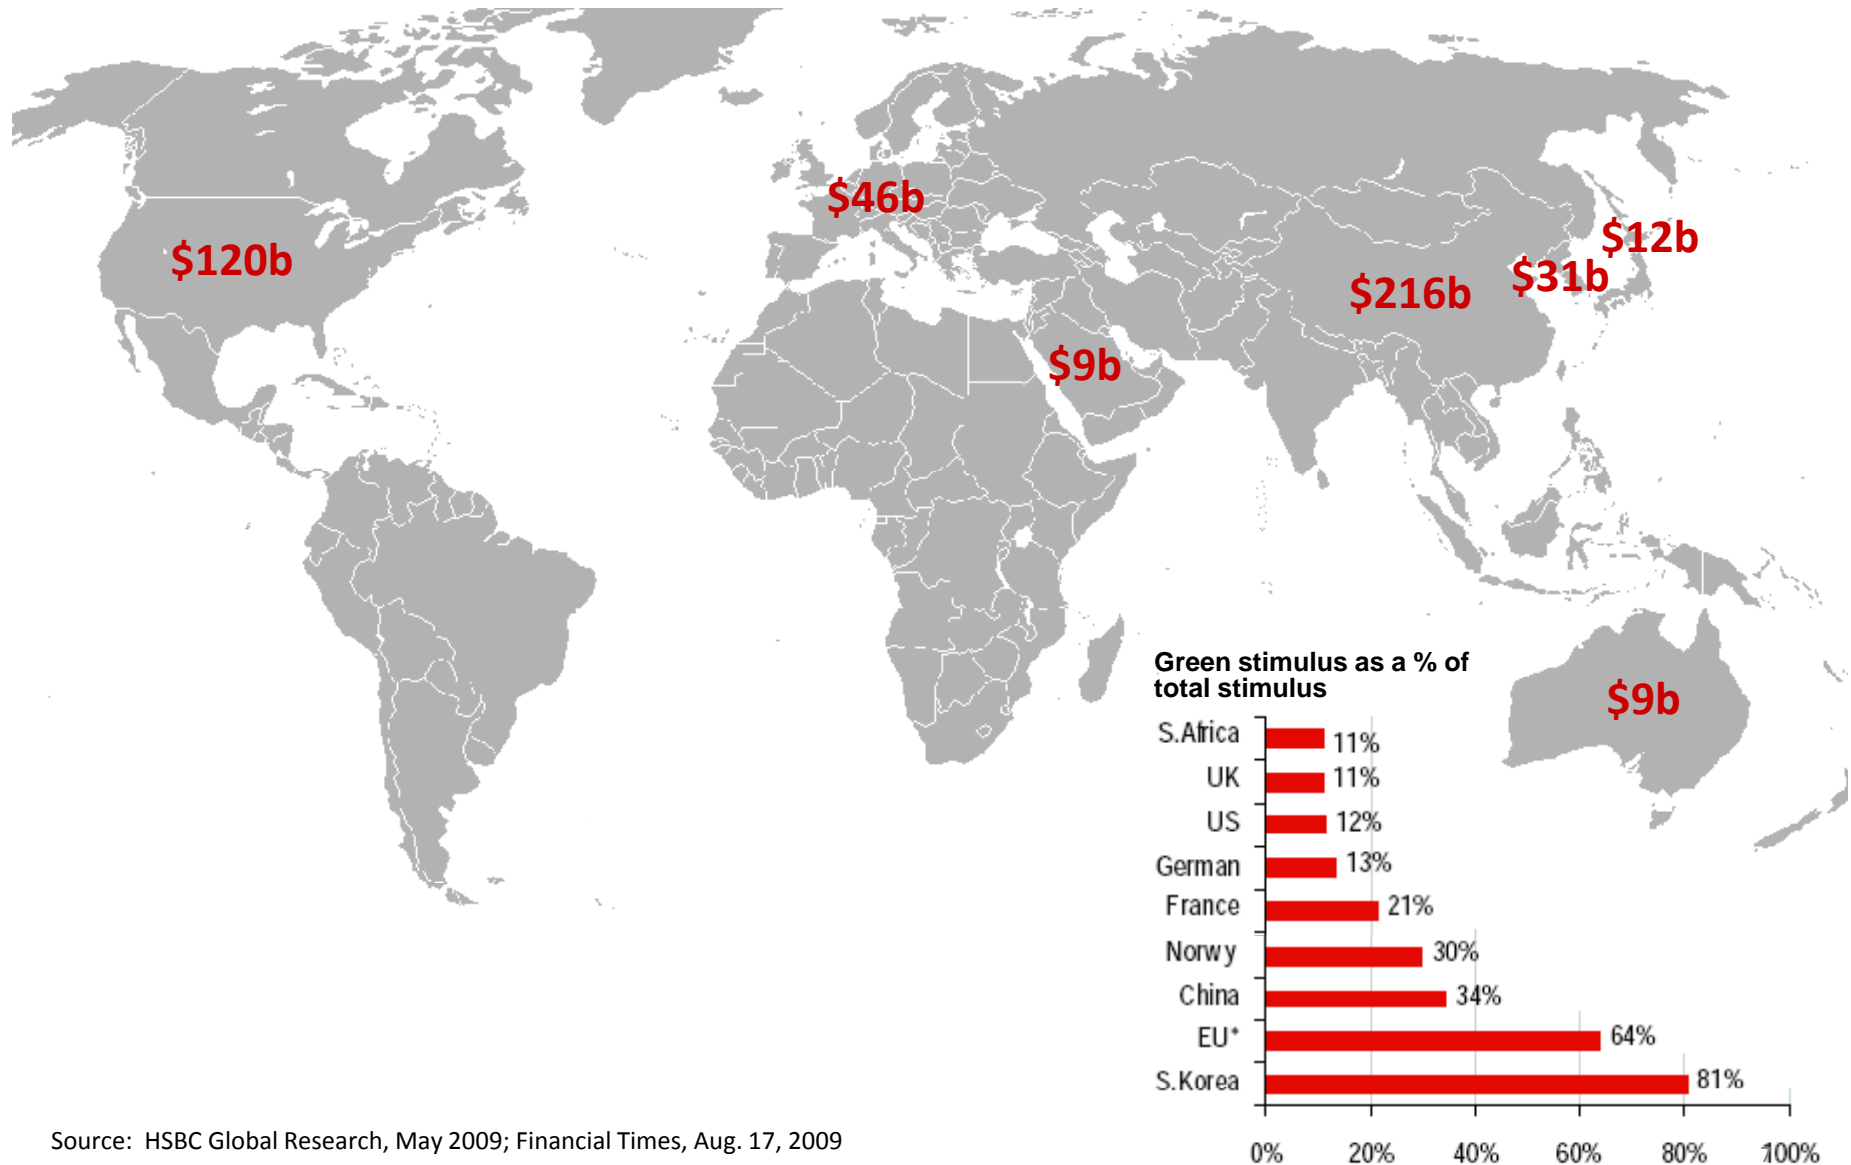 $46b
$12b
$120b
$31b
$216b
$9b
Green stimulus as a % of
total stimulus
$9b
S.Africa 11%
UK 11%
US 12%
German 13%
France 21%
Norwy 30%
China 34%
EU* 64%
S.Korea 81%
0% 20% 40% 60% 80% 100%
Source: HSBC Global Research, May 2009; Financial Times, Aug. 17, 2009